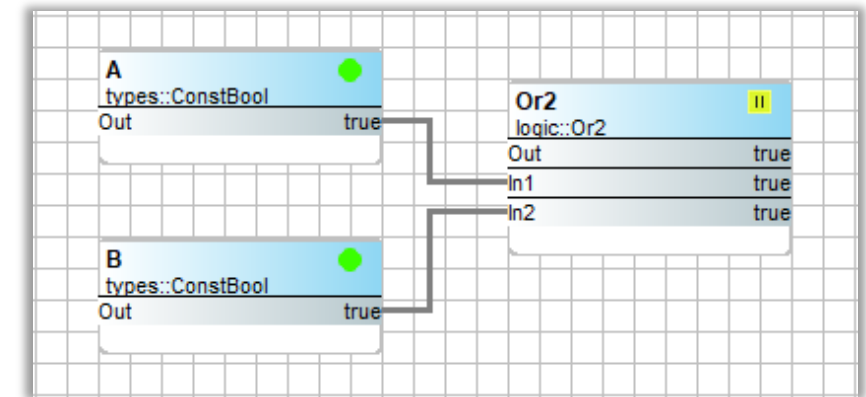 A
types::ConstBool
Out true
Or2 II
logic::Or2
Out true
In1 true
In2 true
B
types::ConstBool
Out true